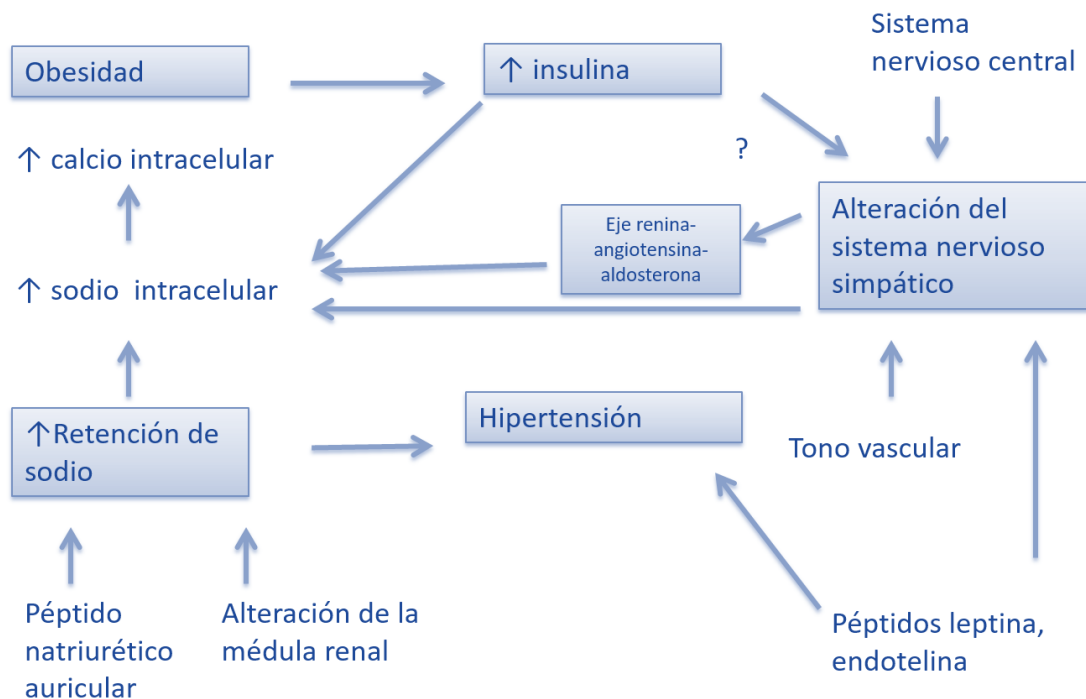 Obesidad
↑ insulina
Sistema
nervioso central
↑ calcio intracelular
?
Eje renina-
angiotensina-
aldosterona
Alteración del
sistema nervioso
simpático
↑ sodio intracelular
↑Retención de
sodio
Hipertensión
Tono vascular
Péptido
natriurético
auricular
Alteración de la
médula renal
Péptidos leptina,
endotelina